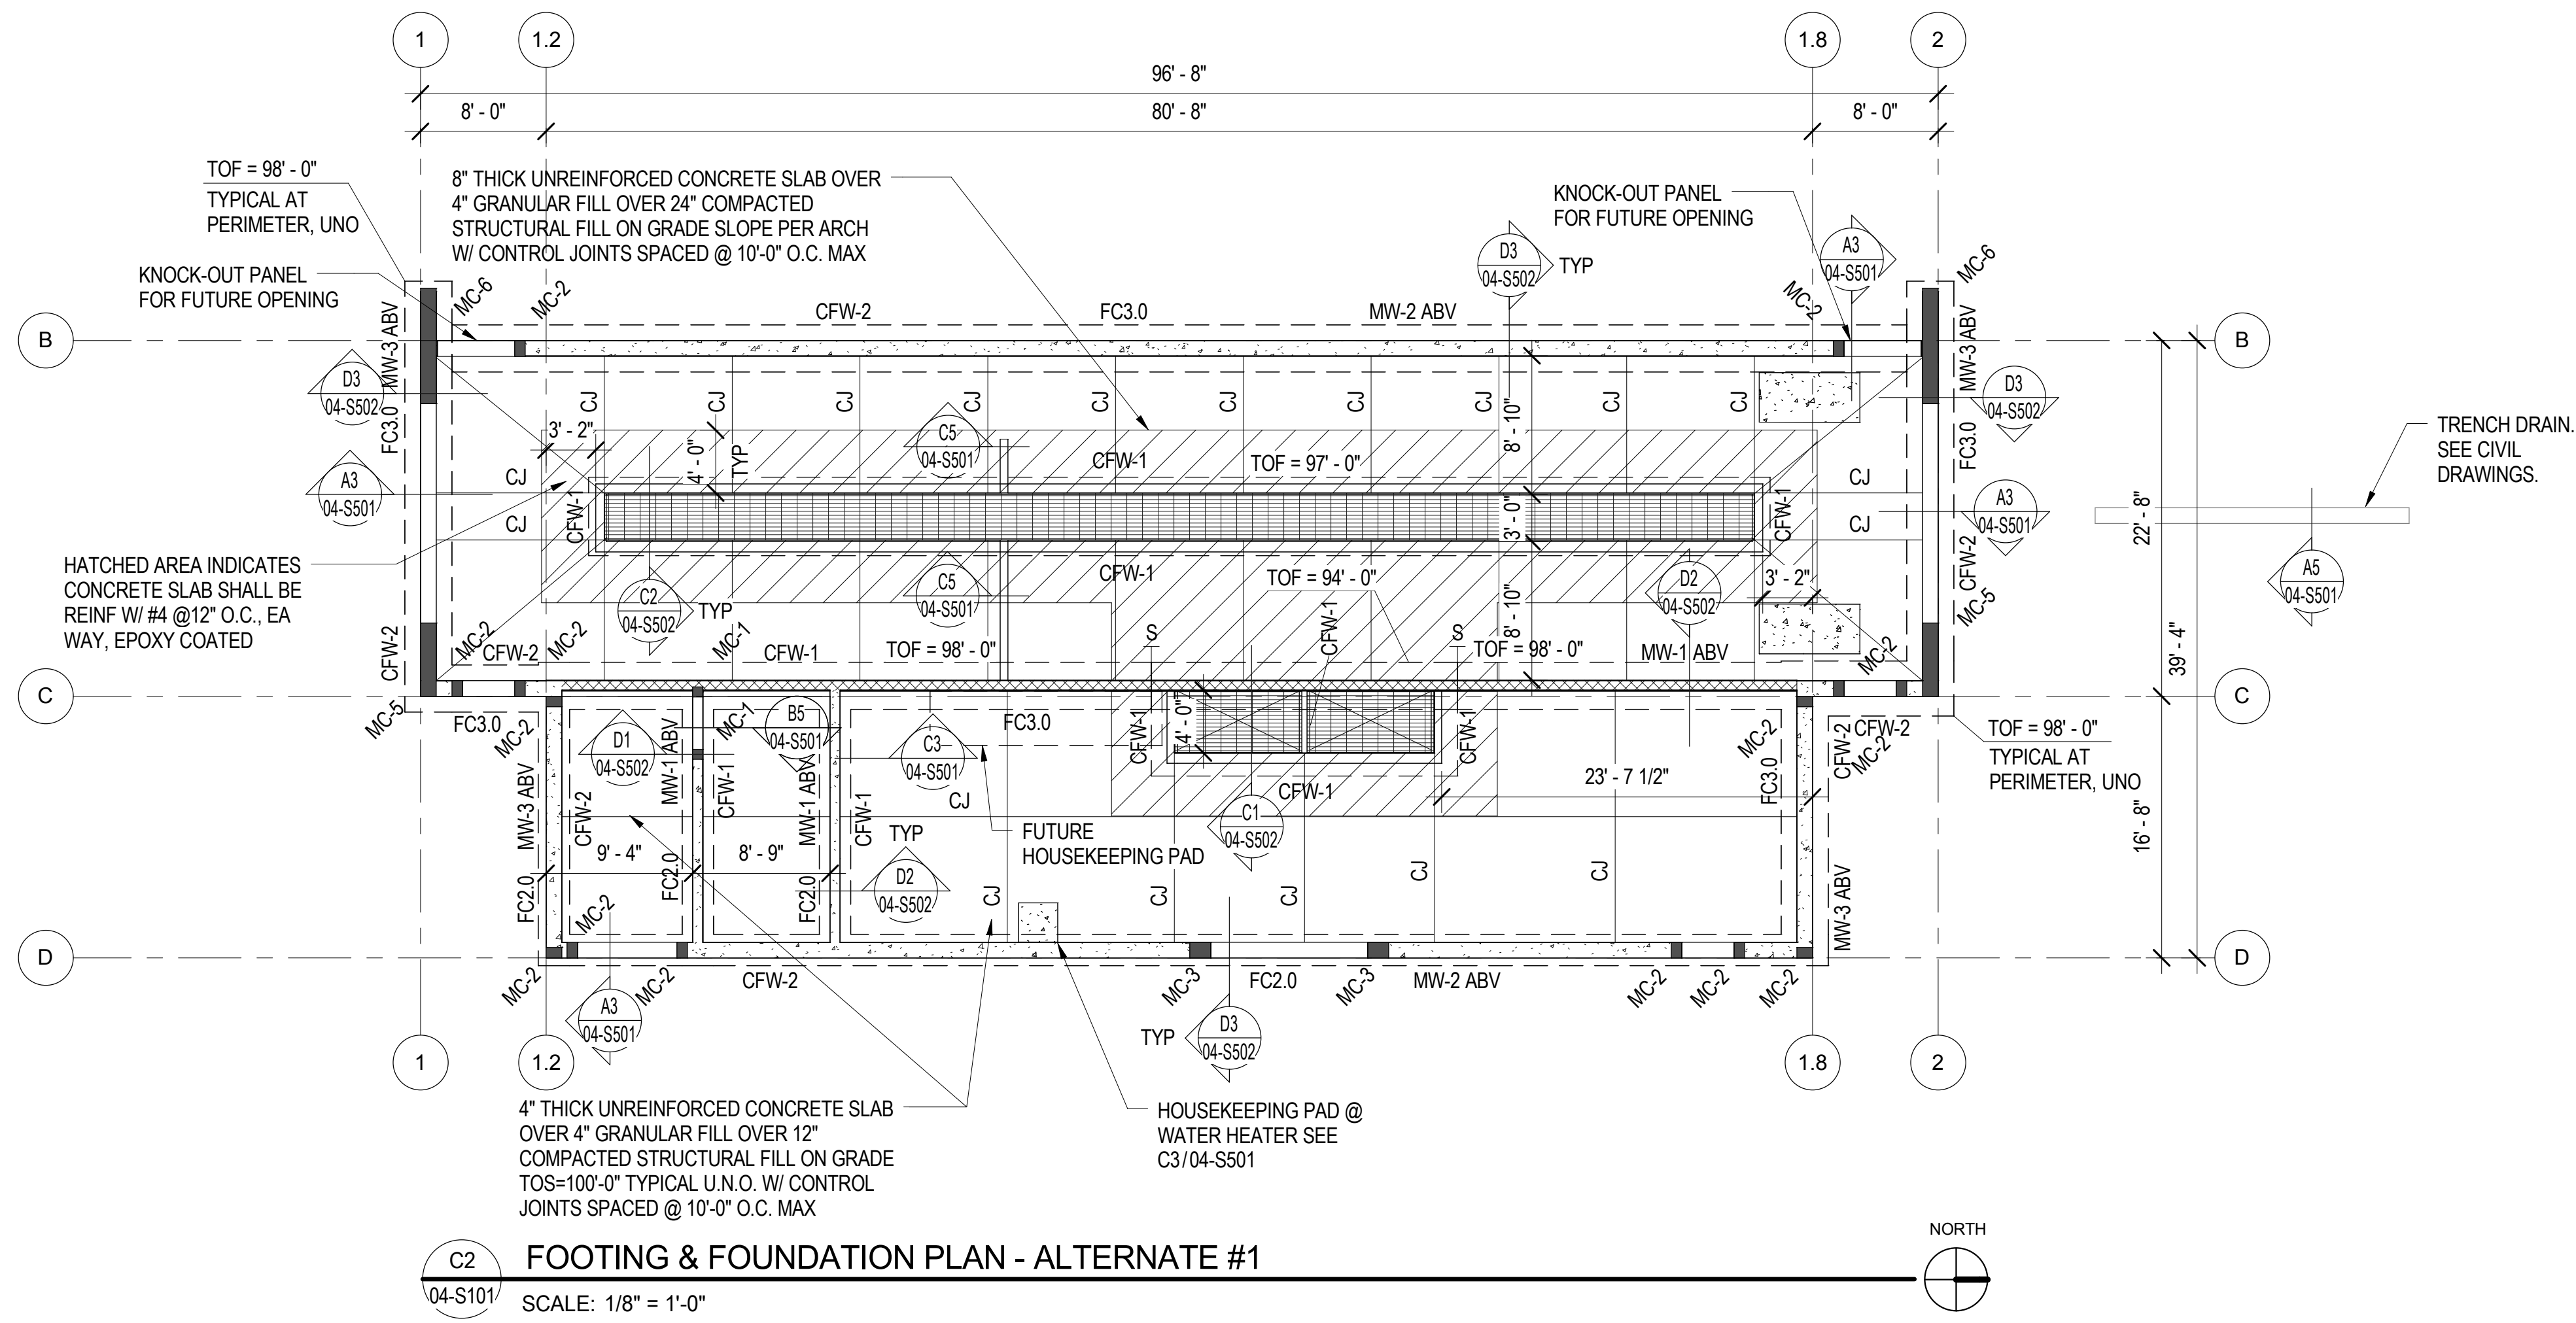 1
1.2
1.8
2
96' - 8"
8' - 0"
80' - 8"
8' - 0"
TOF = 98' - 0"
TYPICAL AT
PERIMETER, UNO
8" THICK UNREINFORCED CONCRETE SLAB OVER
4" GRANULAR FILL OVER 24" COMPACTED
STRUCTURAL FILL ON GRADE SLOPE PER ARCH
W/ CONTROL JOINTS SPACED @ 10'-0" O.C. MAX
KNOCK-OUT PANEL
FOR FUTURE OPENING
D3
04-S502
TYP
A3
04-S501
KNOCK-OUT PANEL
FOR FUTURE OPENING
MC-6
MC-2
CFW-2
FC3.0
MW-2 ABV
MC-2
MC-6
B
B
MW-3 ABV
MW-3 ABV
D3
04-S502
FC3.0
CJ
CJ
CJ
CJ
CJ
CJ
CJ
CJ
CJ
CJ
8' - 10"
D3
04-S502
FC3.0
TRENCH DRAIN.
SEE CIVIL
DRAWINGS.
3' - 2"
4' - 0"
TYP
C5
04-S501
CFW-1
TOF = 97' - 0"
CJ
CJ
A3
04-S501
CJ
CJ
CFW-1
3' - 0"
CFW-1
A3
04-S501
22' - 8"
39' - 4"
A5
04-S501
HATCHED AREA INDICATES
CONCRETE SLAB SHALL BE
REINF W/ #4 @12" O.C., EA
WAY, EPOXY COATED
C2
04-S502
TYP
C5
04-S501
CFW-1
TOF = 94' - 0"
CFW-1
8' - 10"
D2
04-S502
3' - 2"
CFW-2
MC-5
CFW-2
MC-2
CFW-2
MC-2
MC-1
CFW-1
TOF = 98' - 0"
S
S
TOF = 98' - 0"
MW-1 ABV
MC-2
C
C
MC-5
FC3.0
MC-2
D1
04-S502
MW-1 ABV
MC-1
B5
04-S501
C3
04-S501
FC3.0
CFW-1
4' - 0"
CFW-1
MC-2
CFW-2
CFW-2
MC-2
TOF = 98' - 0"
TYPICAL AT
PERIMETER, UNO
MW-3 ABV
CFW-2
CFW-1
MW-1 ABV
CFW-1
CJ
CFW-1
23' - 7 1/2"
FC3.0
C1
04-S502
FUTURE
HOUSEKEEPING PAD
16' - 8"
9' - 4"
8' - 9"
FC2.0
FC2.0
FC2.0
TYP
D2
04-S502
CJ
CJ
CJ
CJ
CJ
MC-2
MW-3 ABV
D
D
MC-2
MC-2
CFW-2
MC-3
FC2.0
MC-3
MW-2 ABV
MC-2
MC-2
MC-2
A3
04-S501
TYP
D3
04-S502
1
1.2
1.8
2
4" THICK UNREINFORCED CONCRETE SLAB
OVER 4" GRANULAR FILL OVER 12"
COMPACTED STRUCTURAL FILL ON GRADE
TOS=100'-0" TYPICAL U.N.O. W/ CONTROL
JOINTS SPACED @ 10'-0" O.C. MAX
HOUSEKEEPING PAD @
WATER HEATER SEE
C3/04-S501
C2
04-S101
FOOTING & FOUNDATION PLAN - ALTERNATE #1
SCALE: 1/8" = 1'-0"
NORTH